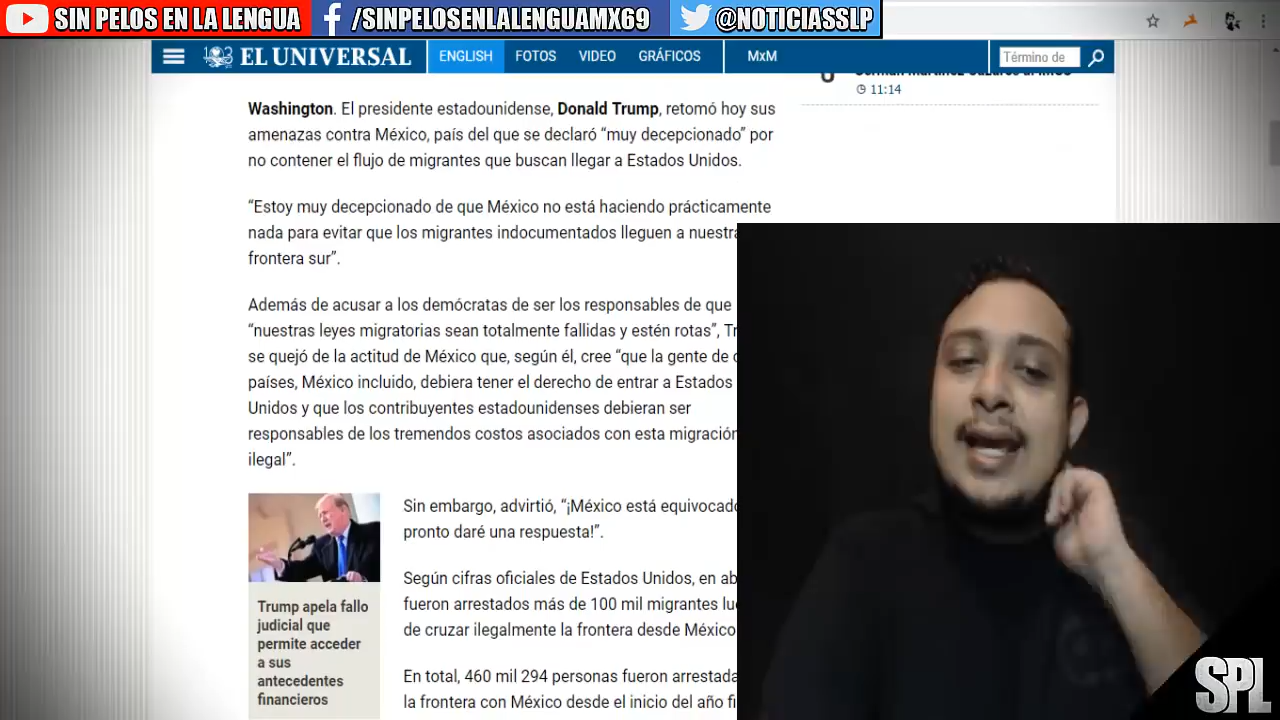 SIN PELOS EN LA LENGUA
/SINPELOSENLALENGUAMX69
@NOTICIASSLP
EL UNIVERSAL
ENGLISH
FOTOS
VIDEO
GRÁFICOS
MxM
Término de
11:14
Washington. El presidente estadounidense, Donald Trump, retomó hoy sus
amenazas contra México, país del que se declaró “muy decepcionado” por
no contener el flujo de migrantes que buscan llegar a Estados Unidos.
“Estoy muy decepcionado de que México no está haciendo prácticamente
nada para evitar que los migrantes indocumentados lleguen a nuestra
frontera sur”.
Además de acusar a los demócratas de ser los responsables de que
“nuestras leyes migratorias sean totalmente fallidas y estén rotas”,
se quejó de la actitud de México que, según él, cree “que la gente de
países, México incluido, debiera tener el derecho de entrar a Estados
Unidos y que los contribuyentes estadounidenses debieran ser
responsables de los tremendos costos asociados con esta migración
ilegal”.
Sin embargo, advirtió, “¡México está equivocado
pronto daré una respuesta!”.
Según cifras oficiales de Estados Unidos, en
fueron arrestados más de 100 mil migrantes
de cruzar ilegalmente la frontera desde México
En total, 460 mil 294 personas fueron
la frontera con México desde el inicio del año
Trump apela fallo
judicial que
permite acceder
a sus
antecedentes
financieros
SPL